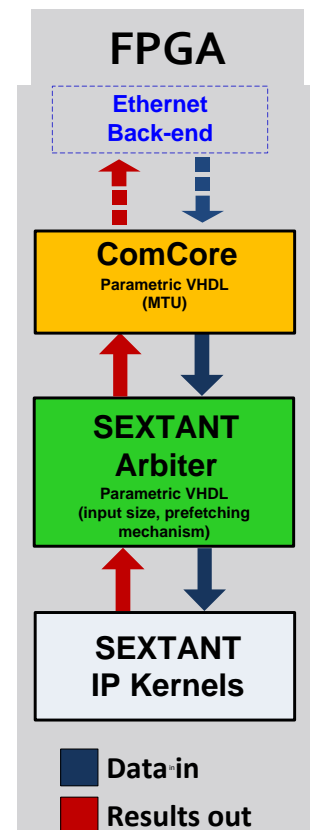 FPGA
Ethernet
Back-end
ComCore
Parametric VHDL
(MTU)
SEXTANT
Arbiter
Parametric VHDL
(input size, prefetching
mechanism)
SEXTANT
IP Kernels
Data in in
Results out